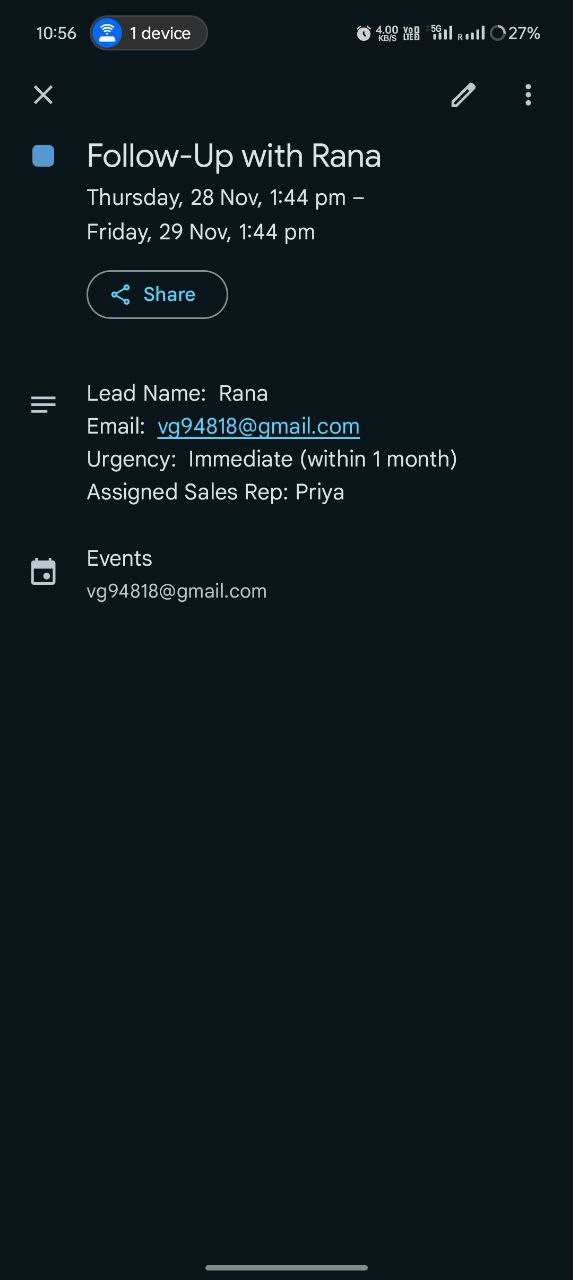 10:56 1 device 4.00 KB/S VoD LTE 5G R 27%
Follow-Up with Rana
Thursday, 28 Nov, 1:44 pm –
Friday, 29 Nov, 1:44 pm
Share
Lead Name:  Rana
Email:  vg94818@gmail.com
Urgency:  Immediate (within 1 month)
Assigned Sales Rep: Priya
Events
vg94818@gmail.com